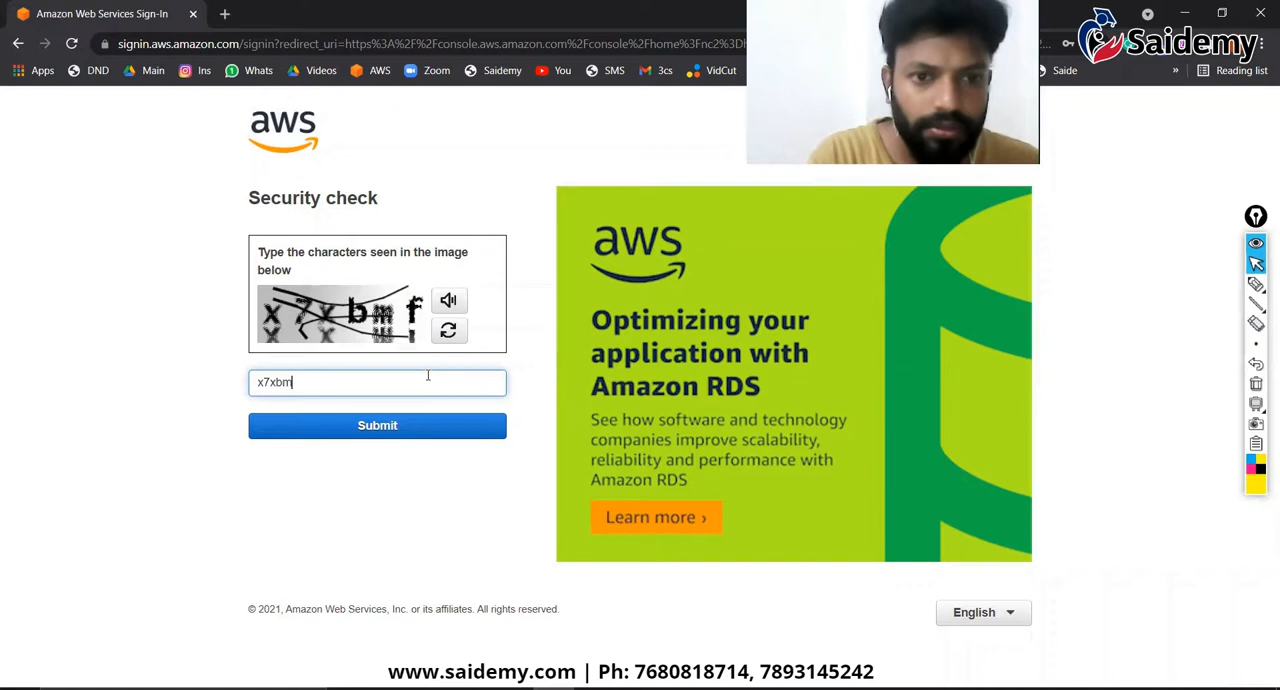 Amazon Web Services Sign-In
signin.aws.amazon.com/signin?redirect_uri=https%3A%2F%2Fconsole.aws.amazon.com%2Fconsole%2Fhome%3Fnc2%3Dh
Saidemy
Apps DND Main Ins Whats Videos AWS Zoom Saidemy You SMS 3cs VidCut Saide » Reading list
aws
Security check
Type the characters seen in the image
below
x7xbmf
x7xbm
Submit
aws
Optimizing your
application with
Amazon RDS
See how software and technology
companies improve scalability,
reliability and performance with
Amazon RDS
Learn more ›
© 2021, Amazon Web Services, Inc. or its affiliates. All rights reserved.
English
www.saidemy.com | Ph: 7680818714, 7893145242